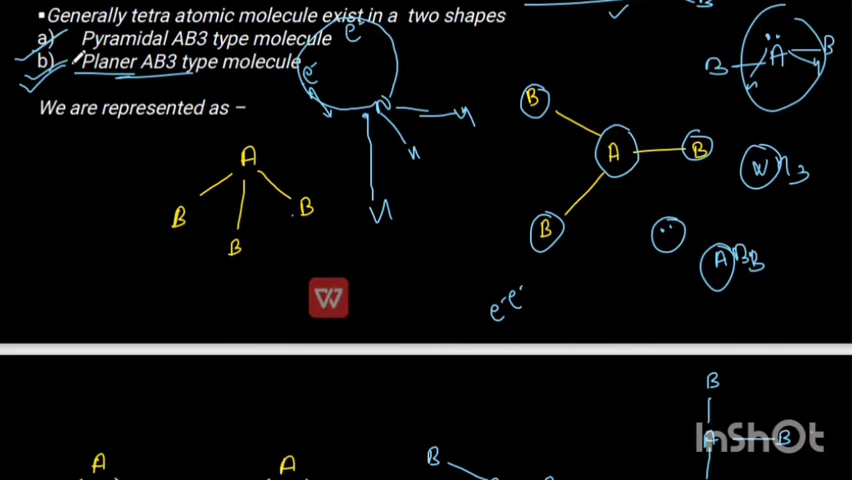 ▪Generally tetra atomic molecule exist in a two shapes
a) Pyramidal AB3 type molecule
b) Planer AB3 type molecule
We are represented as –
A
B B B
B
A B
B
e-
e-
N
B A B
A B B
e- e-
B
A B
B
A
A
InShOt